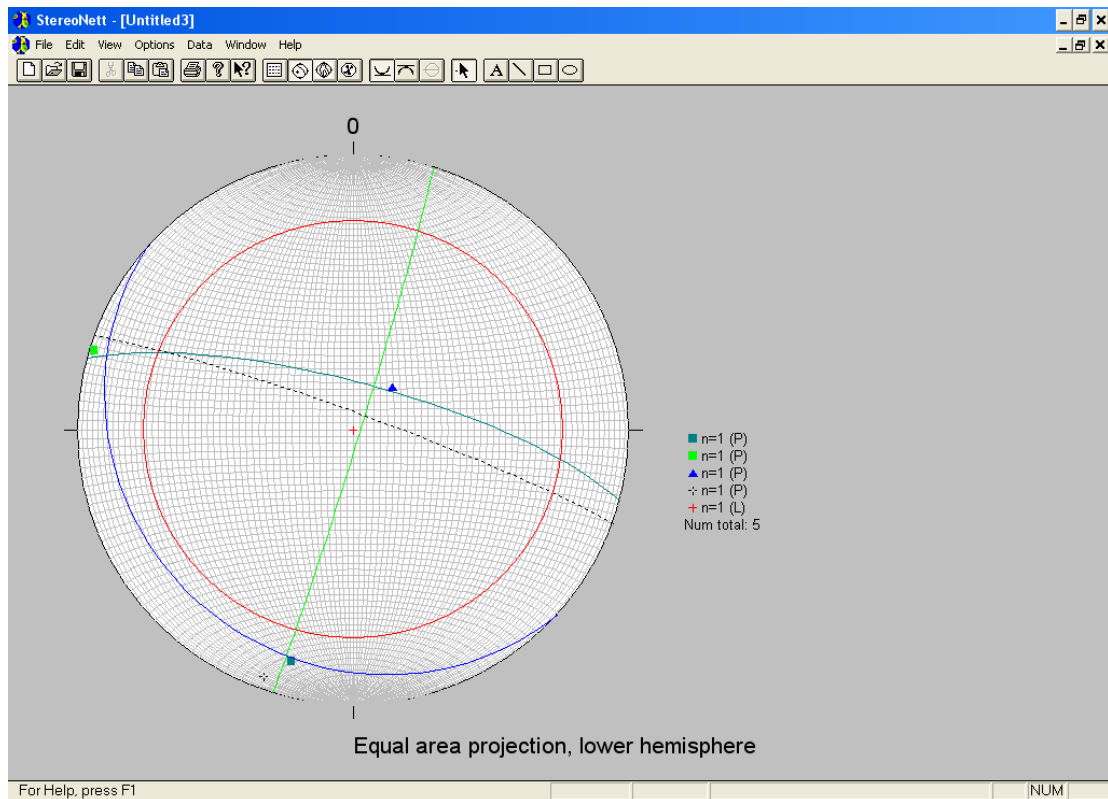 StereoNett - [Untitled3]
File Edit View Options Data Window Help
A
0
n=1 (P)
n=1 (P)
n=1 (P)
n=1 (P)
n=1 (L)
Num total: 5
Equal area projection, lower hemisphere
For Help, press F1
NUM